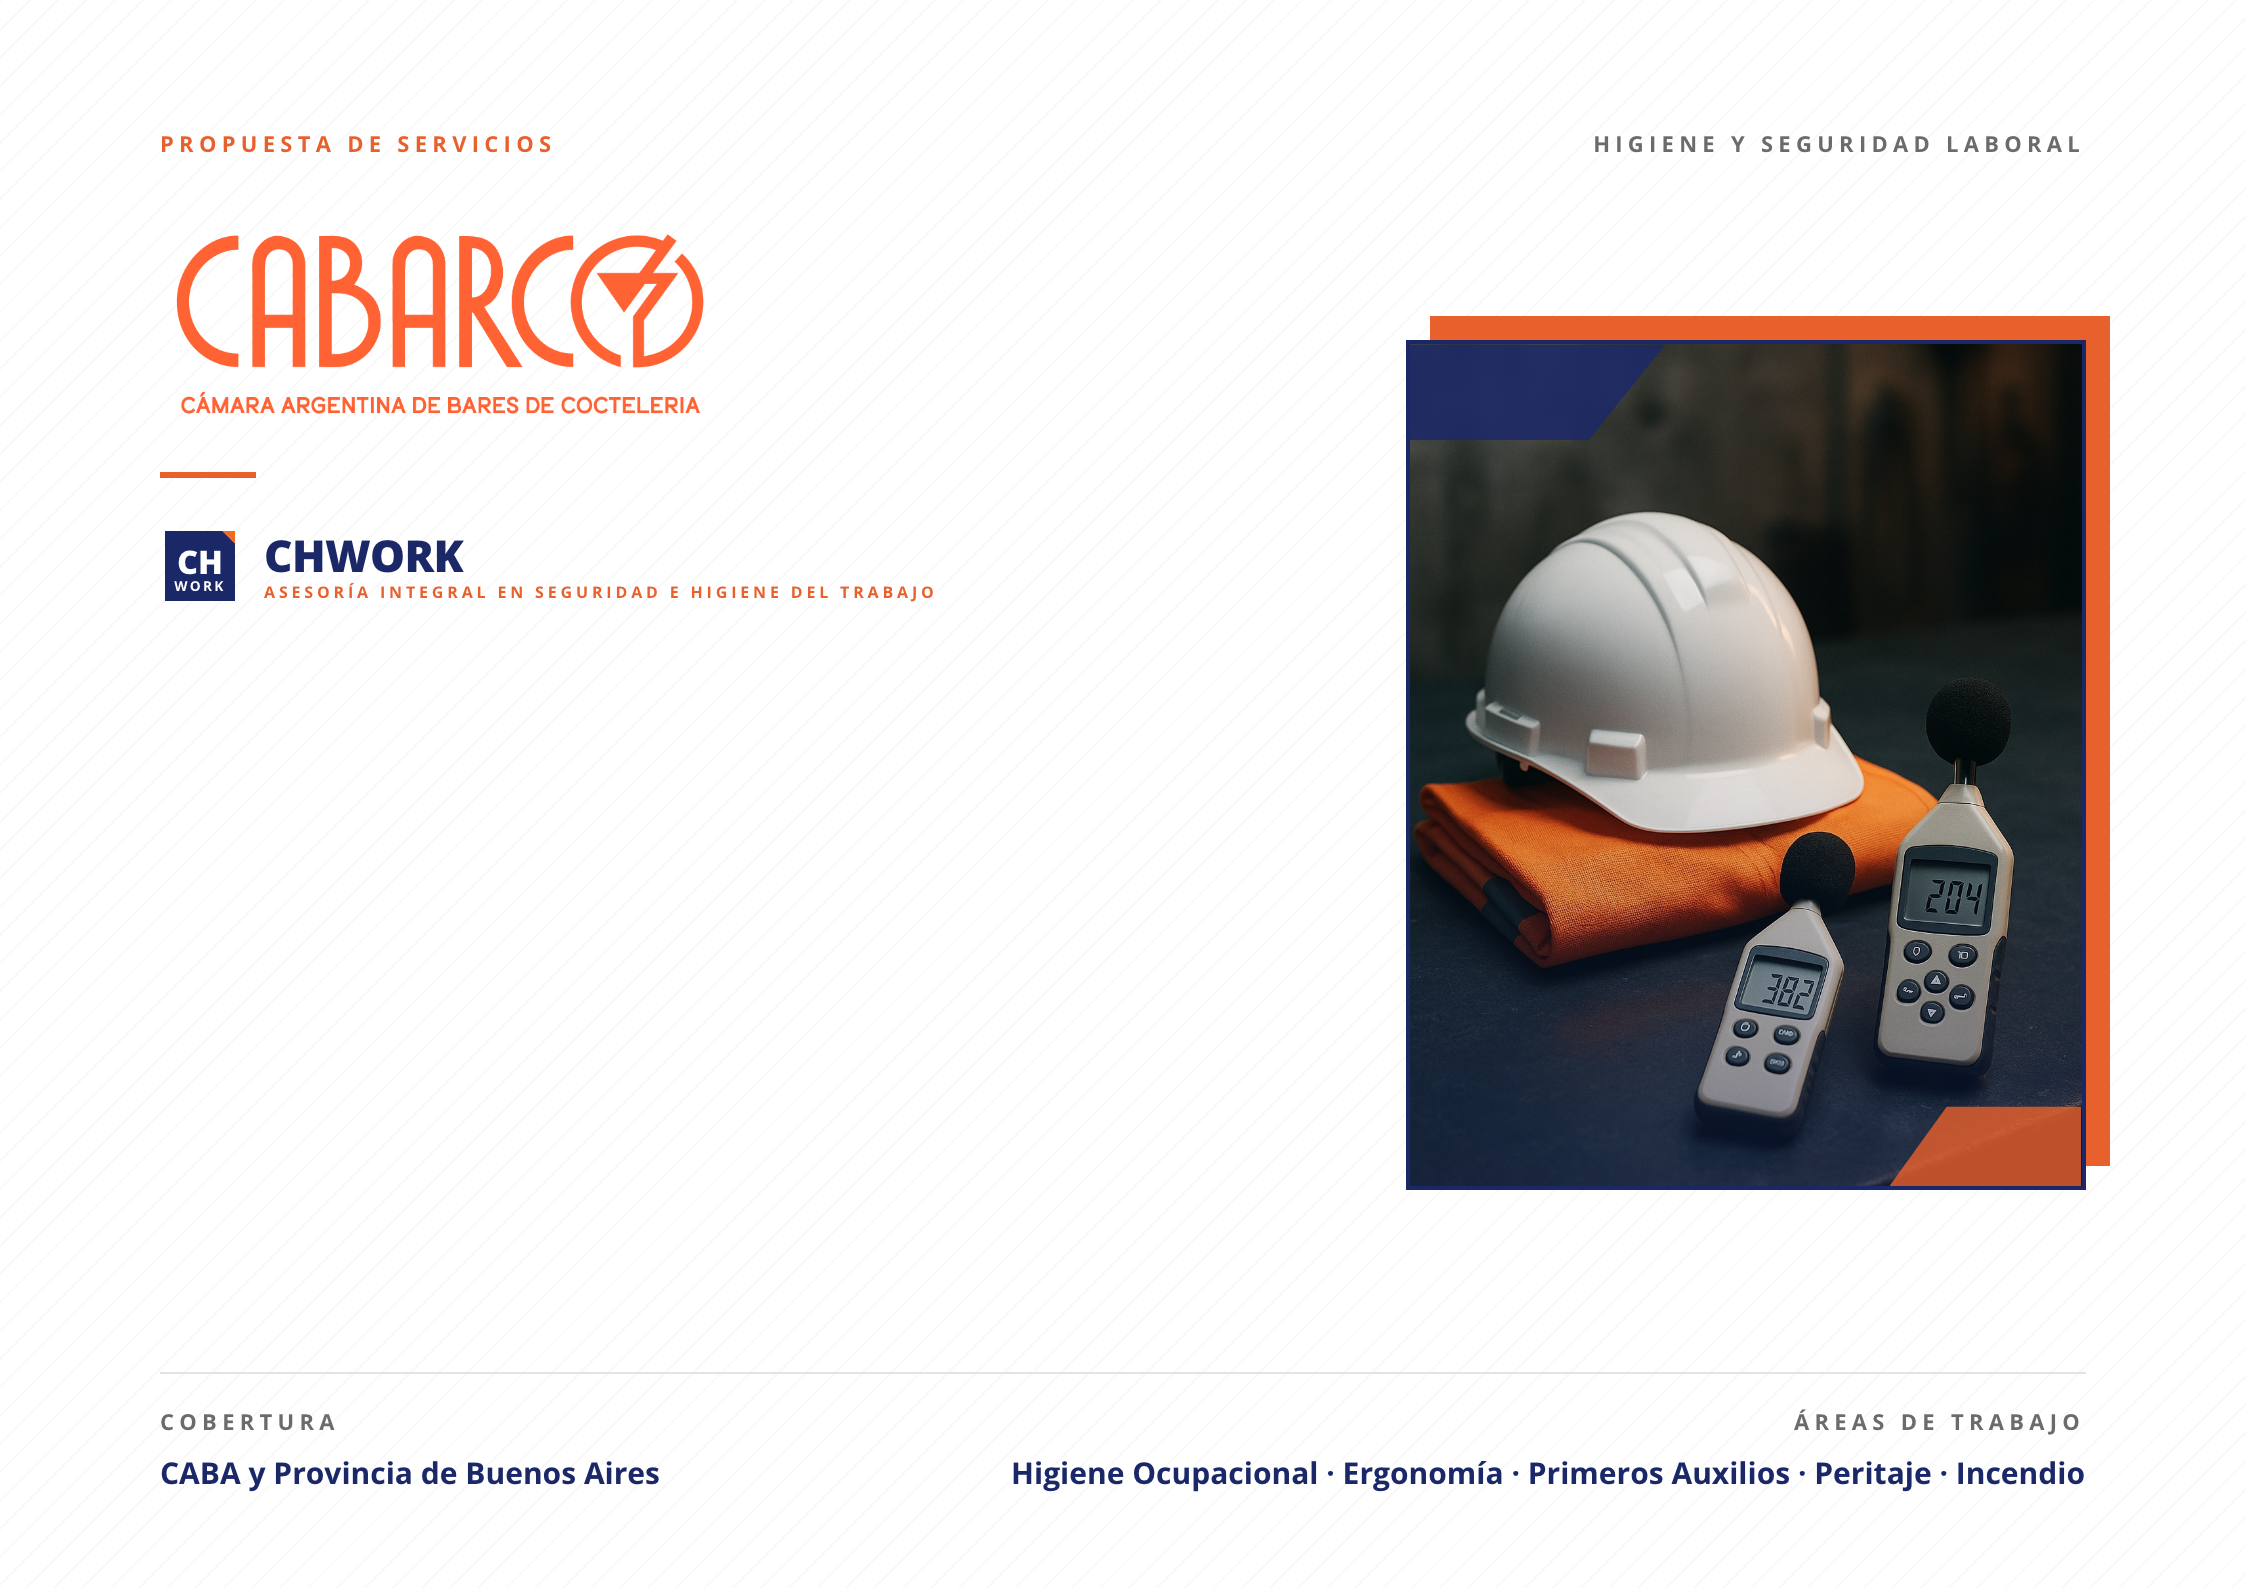 PROPUESTA DE SERVICIOS
HIGIENE Y SEGURIDAD LABORAL
CABARCO
CÁMARA ARGENTINA DE BARES DE COCTELERIA
CH
WORK
CHWORK
ASESORÍA INTEGRAL EN SEGURIDAD E HIGIENE DEL TRABAJO
204
10
382
COBERTURA
ÁREAS DE TRABAJO
CABA y Provincia de Buenos Aires
Higiene Ocupacional · Ergonomía · Primeros Auxilios · Peritaje · Incendio